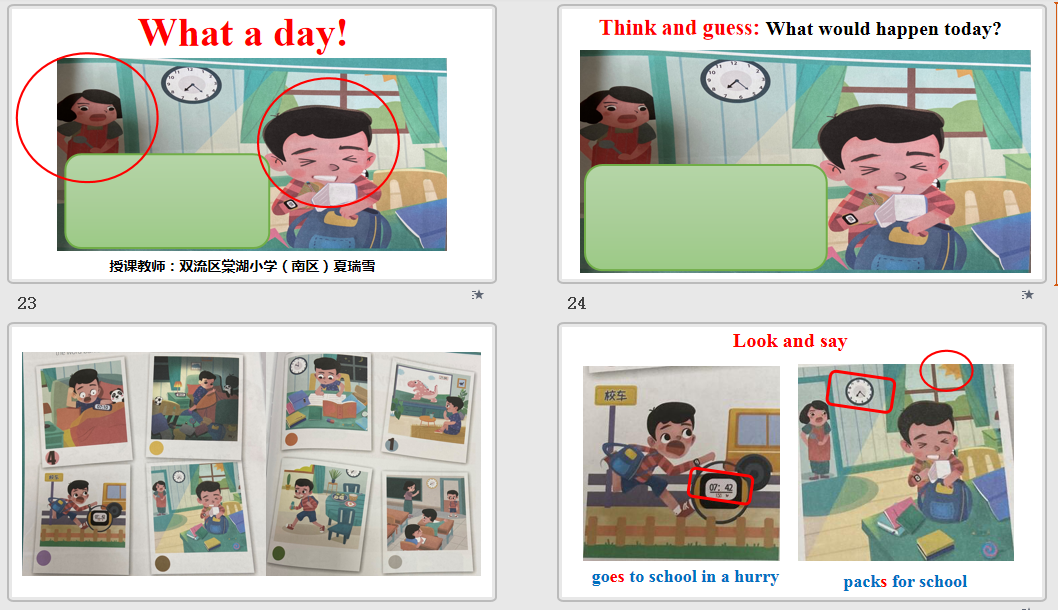 What a day!
授课教师：双流区棠湖小学（南区）夏瑞雪
23
Think and guess: What would happen today?
24
4
1
Look and say
校车
07:42
goes to school in a hurry
packs for school